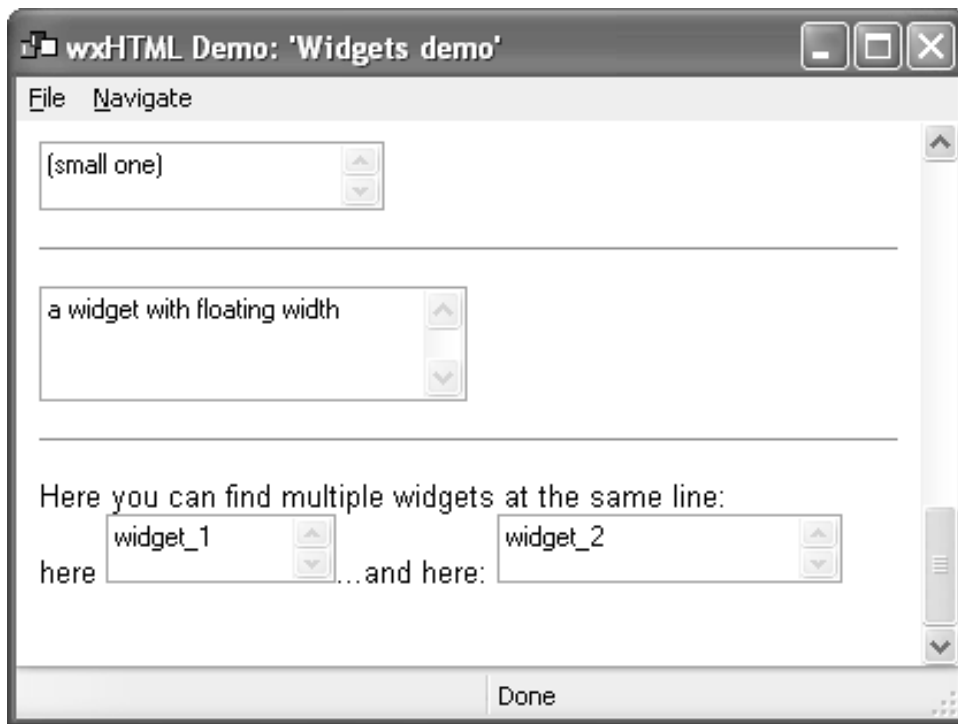 wxHTML Demo: 'Widgets demo'
File Navigate
(small one)
a widget with floating width
Here you can find multiple widgets at the same line:
here widget_1 ...and here: widget_2
Done